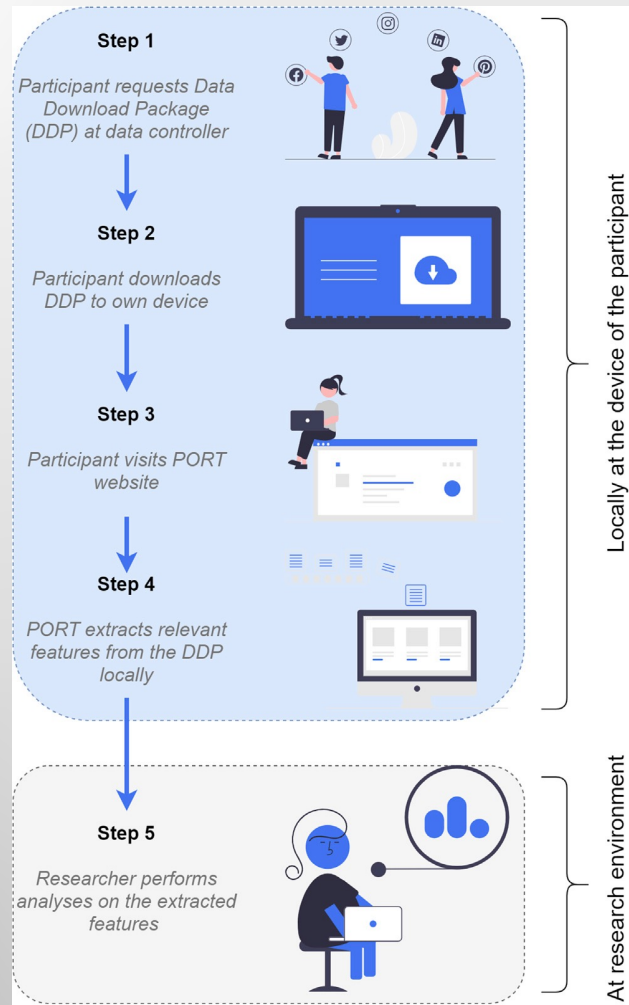 Step 1
Participant requests Data
Download Package
(DDP) at data controller
Step 2
Participant downloads
DDP to own device
Step 3
Participant visits PORT
website
Step 4
PORT extracts relevant
features from the DDP
locally
Locally at the device of the participant
Step 5
Researcher performs
analyses on the extracted
features
At research environment